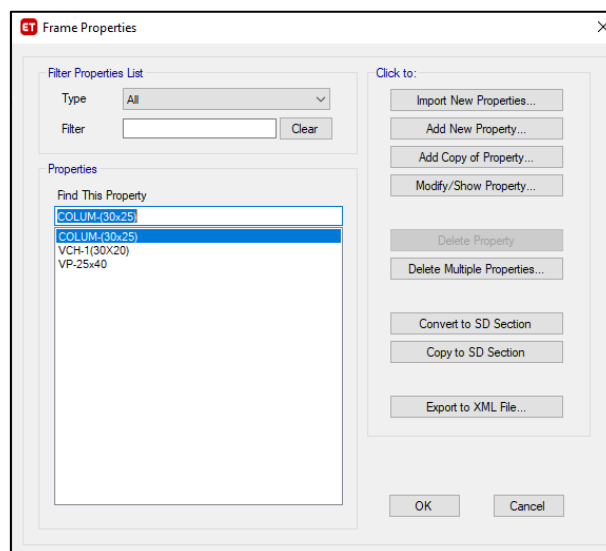 ET Frame Properties
Filter Properties List
Type All
Filter Clear
Properties
Find This Property
COLUM-(30x25)
COLUM-(30x25)
VCH-1(30X20)
VP-25x40
Click to:
Import New Properties...
Add New Property...
Add Copy of Property...
Modify/Show Property...
Delete Property
Delete Multiple Properties...
Convert to SD Section
Copy to SD Section
Export to XML File...
OK Cancel